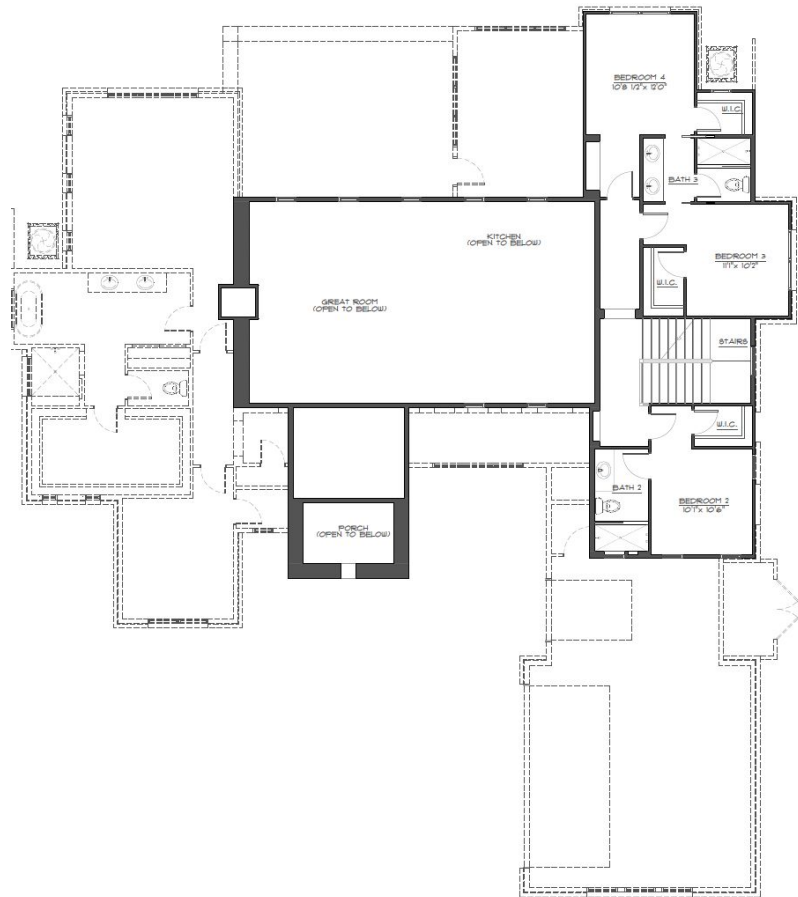 BEDROOM 4
10'8 1/2" x 12'0"
W.I.C.
BATH 3
KITCHEN
(OPEN TO BELOW)
BEDROOM 3
11'1" x 10'2"
W.I.C.
GREAT ROOM
(OPEN TO BELOW)
STAIRS
W.I.C.
BATH 2
BEDROOM 2
10'1" x 10'6"
PORCH
(OPEN TO BELOW)